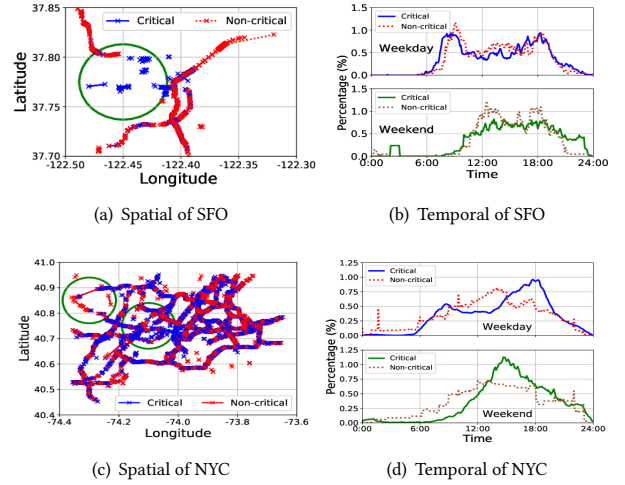 Critical Non-critical
37.85
37.80
37.75
37.70
Latitude
-122.50 -122.45 -122.40 -122.35 -122.30
Longitude
(a) Spatial of SFO
Percentage (%)
1.5
1.0
0.5
0.0
Critical
Non-critical
Weekday
1.5
1.0
0.5
0.0
Critical
Non-critical
Weekend
0:00 6:00 12:00 18:00 24:00
Time
(b) Temporal of SFO
41.0
40.9
40.8
40.7
40.6
40.5
40.4
Latitude
Critical Non-critical
-74.4 -74.2 -74.0 -73.8 -73.6
Longitude
(c) Spatial of NYC
Percentage (%)
1.25
1.00
0.75
0.50
0.25
0.00
Critical
Non-critical
Weekday
1.25
1.00
0.75
0.50
0.25
0.00
Critical
Non-critical
Weekend
0:00 6:00 12:00 18:00 24:00
Time
(d) Temporal of NYC